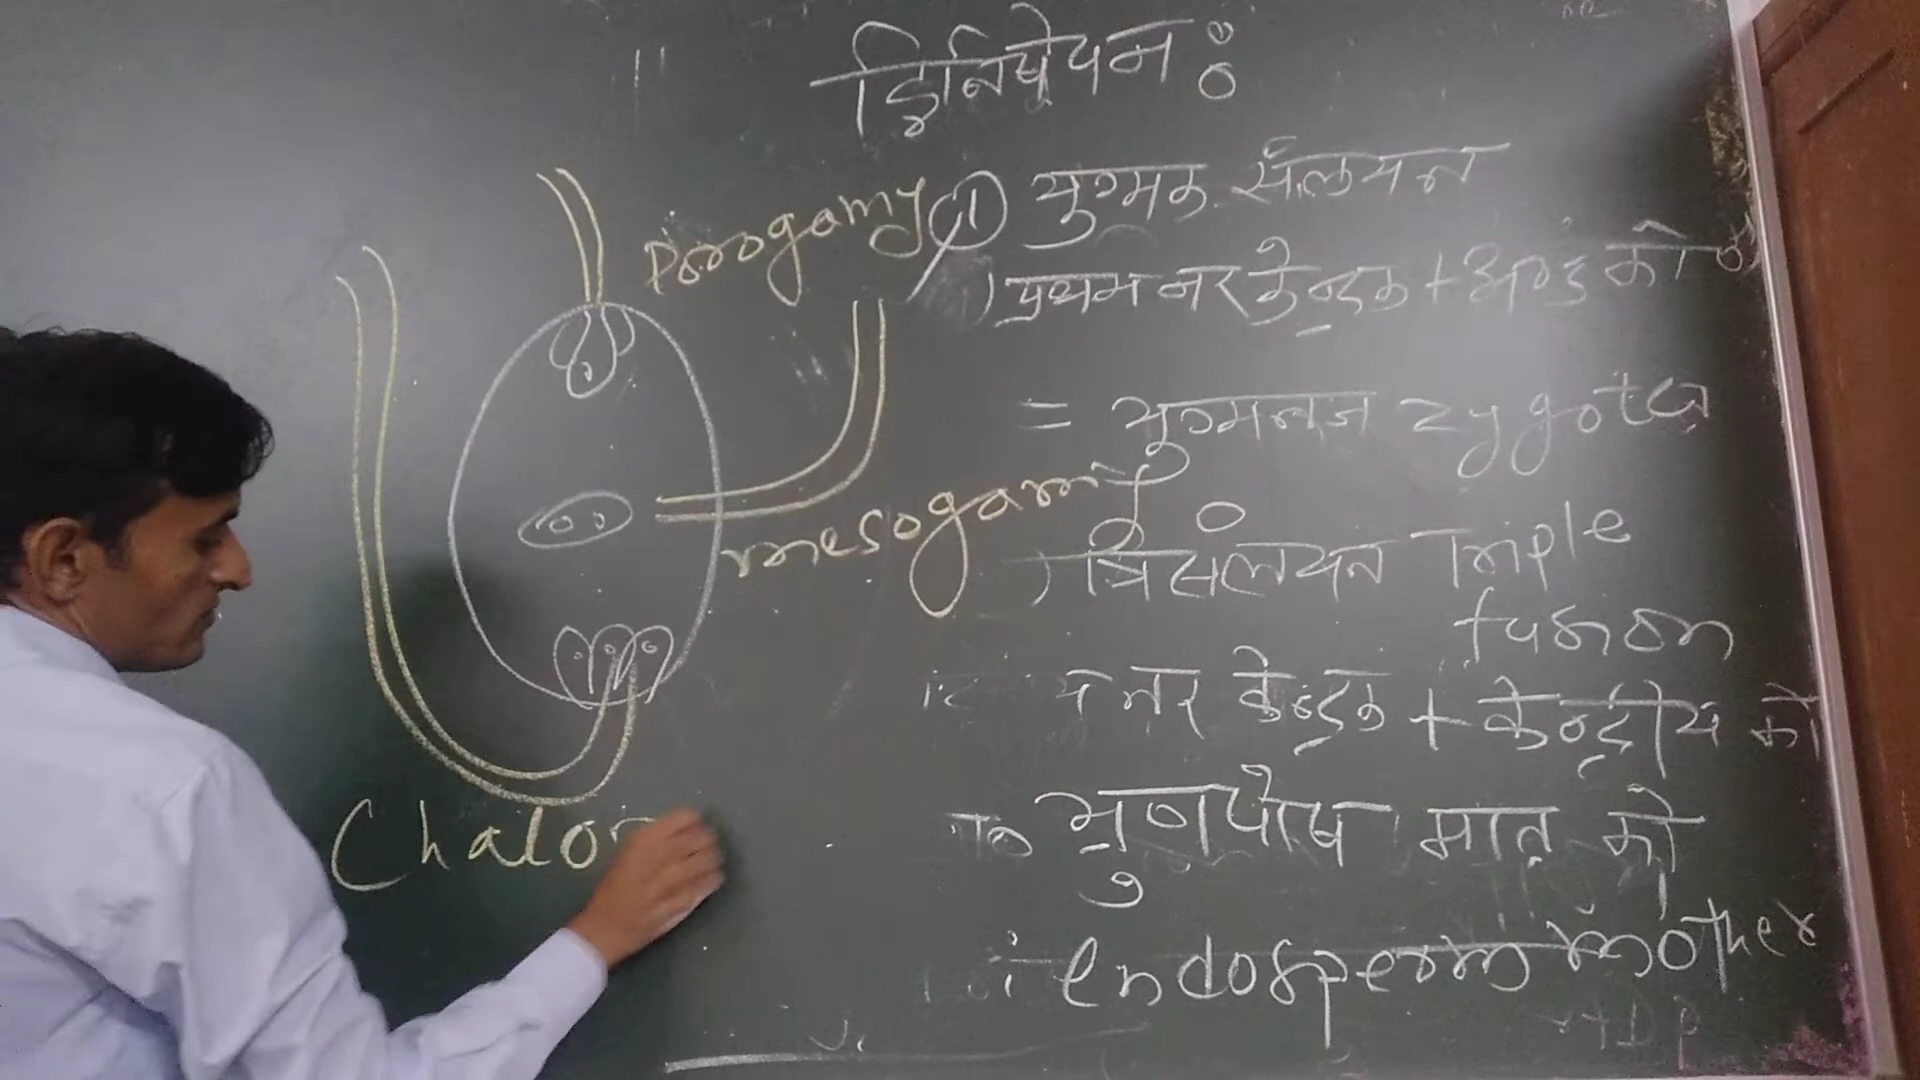 द्विनिषेचन :
Porogamy
1 युग्मक संलयन
प्रथम नर केन्द्रक + अण्ड को
= युग्मनज zygote
mesogamy
त्रिसंलयन Triple
fusion
नर केन्द्रक + केन्द्रीय को
भ्रुणपोष मातृ को
Chaloz
endosperm mother